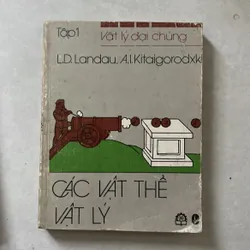 Tập 1
Vật lý đại chúng
L.D. Landau, A.I. Kitaigorodxki
CÁC VẬT THỂ
VẬT LÝ